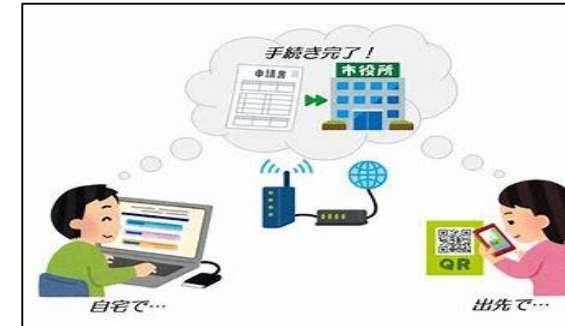 手続き完了！
申請書
市役所
QR
自宅で…
出先で…